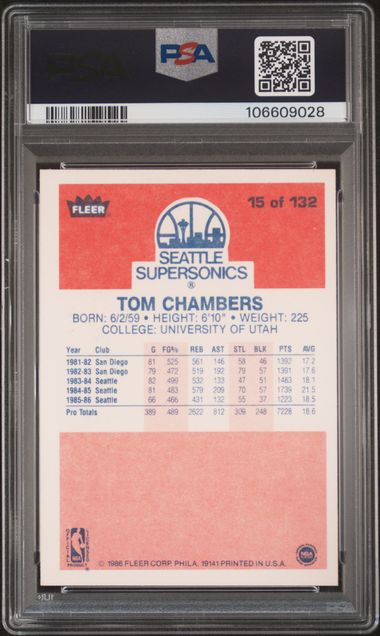 PSA
PSA
106609028
FLEER
15 of 132
SEATTLE
SUPERSONICS
®
TOM CHAMBERS
BORN: 6/2/59 • HEIGHT: 6'10" • WEIGHT: 225
COLLEGE: UNIVERSITY OF UTAH
Year Club G FG% REB AST STL BLK PTS AVG
1981-82 San Diego 81 .525 561 146 58 46 1392 17.2
1982-83 San Diego 79 .472 519 192 79 57 1391 17.6
1983-84 Seattle 82 .499 532 133 47 51 1483 18.1
1984-85 Seattle 81 .483 579 209 70 57 1739 21.5
1985-86 Seattle 66 .466 431 132 55 37 1223 18.5
Pro Totals 389 .489 2622 812 309 248 7228 18.6
OFFICIAL LICENSED
NBA
PRODUCT
© 1986 FLEER CORP. PHILA. 19141 PRINTED IN U.S.A.